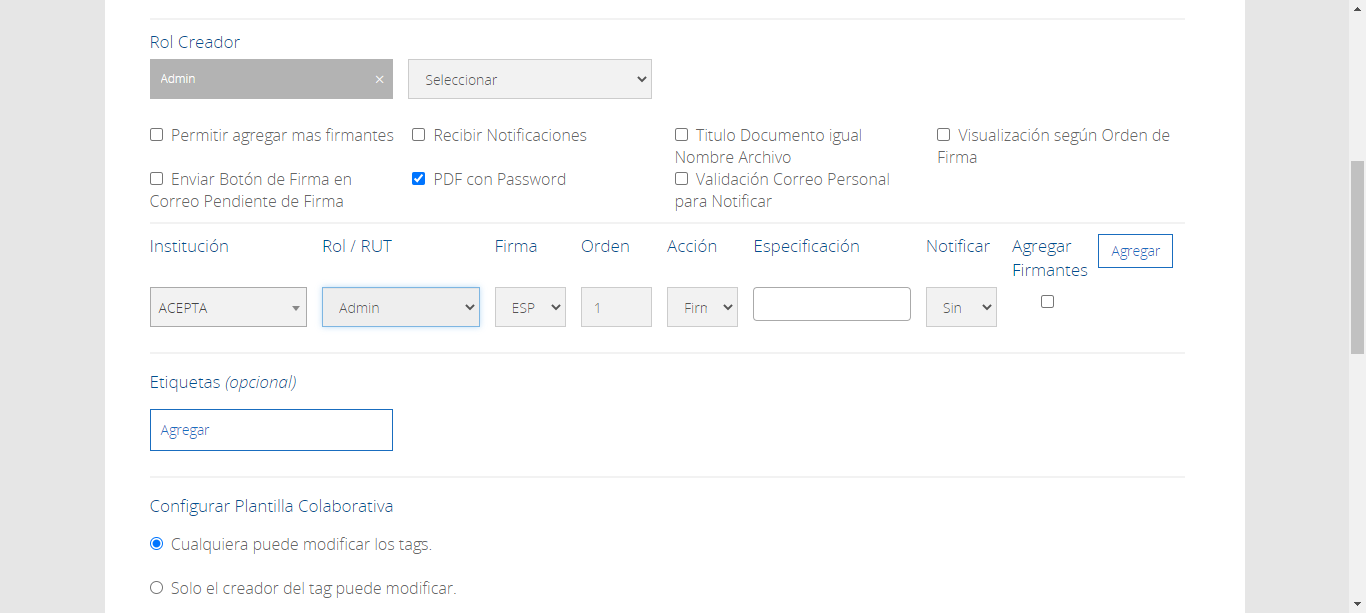 Rol Creador
Admin ×
Seleccionar
Permitir agregar mas firmantes
Recibir Notificaciones
Titulo Documento igual
Nombre Archivo
Visualización según Orden de
Firma
Enviar Botón de Firma en
Correo Pendiente de Firma
PDF con Password
Validación Correo Personal
para Notificar
Institución Rol / RUT Firma Orden Acción Especificación Notificar Agregar
Firmantes
Agregar
ACEPTA Admin ESP 1 Firn Sin
Etiquetas (opcional)
Agregar
Configurar Plantilla Colaborativa
Cualquiera puede modificar los tags.
Solo el creador del tag puede modificar.